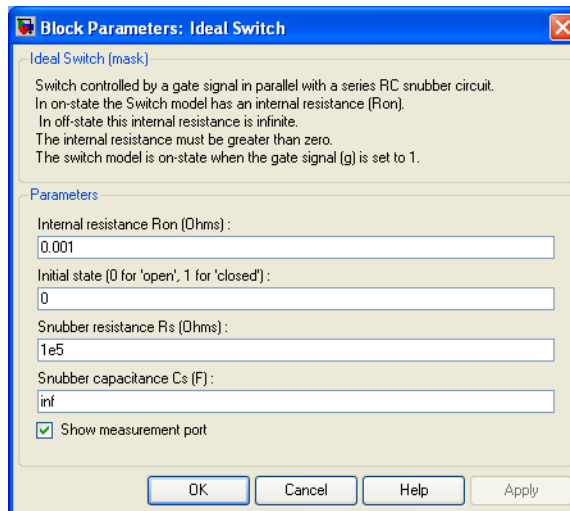 Block Parameters: Ideal Switch
Ideal Switch (mask)
Switch controlled by a gate signal in parallel with a series RC snubber circuit.
In on-state the Switch model has an internal resistance (Ron).
In off-state this internal resistance is infinite.
The internal resistance must be greater than zero.
The switch model is on-state when the gate signal (g) is set to 1.
Parameters
Internal resistance Ron (Ohms) :
0.001
Initial state (0 for 'open', 1 for 'closed') :
0
Snubber resistance Rs (Ohms) :
1e5
Snubber capacitance Cs (F) :
inf
Show measurement port
OK Cancel Help Apply